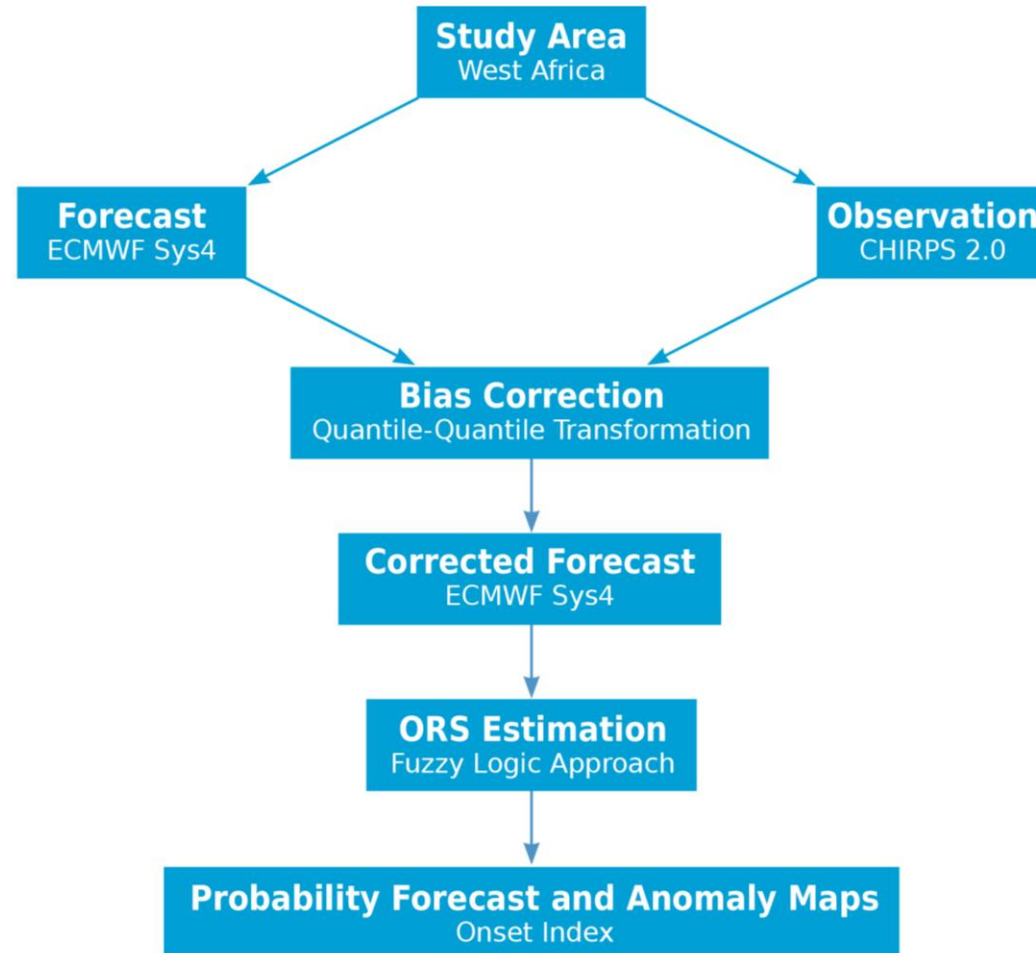 Study Area
West Africa
Forecast
ECMWF Sys4
Observation
CHIRPS 2.0
Bias Correction
Quantile-Quantile Transformation
Corrected Forecast
ECMWF Sys4
ORS Estimation
Fuzzy Logic Approach
Probability Forecast and Anomaly Maps
Onset Index